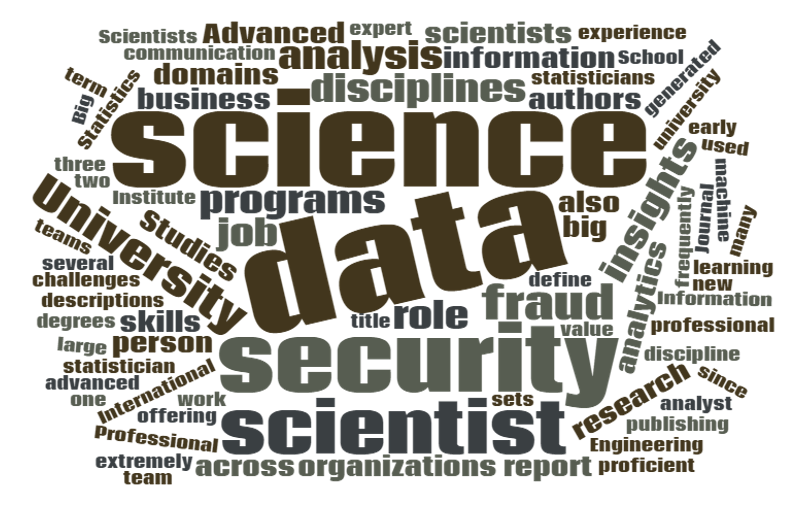 Scientists Advanced expert scientists experience
communication analysis information School
term Big Statistics domains disciplines statisticians generated
business authors university
science
early
used
three
two
Institute programs also
big
insights
machine
Journal
frequently
many
University
Studies
job
data
teams
several
challenges
descriptions
degrees skills
title role
define
fraud
value
analytics
learning
new
Information
professional
large person
statistician
advanced
one
security
discipline
since
International
work
offering
sets
scientist
research
analyst
publishing
Professional
Engineering
extremely
team
across organizations report proficient